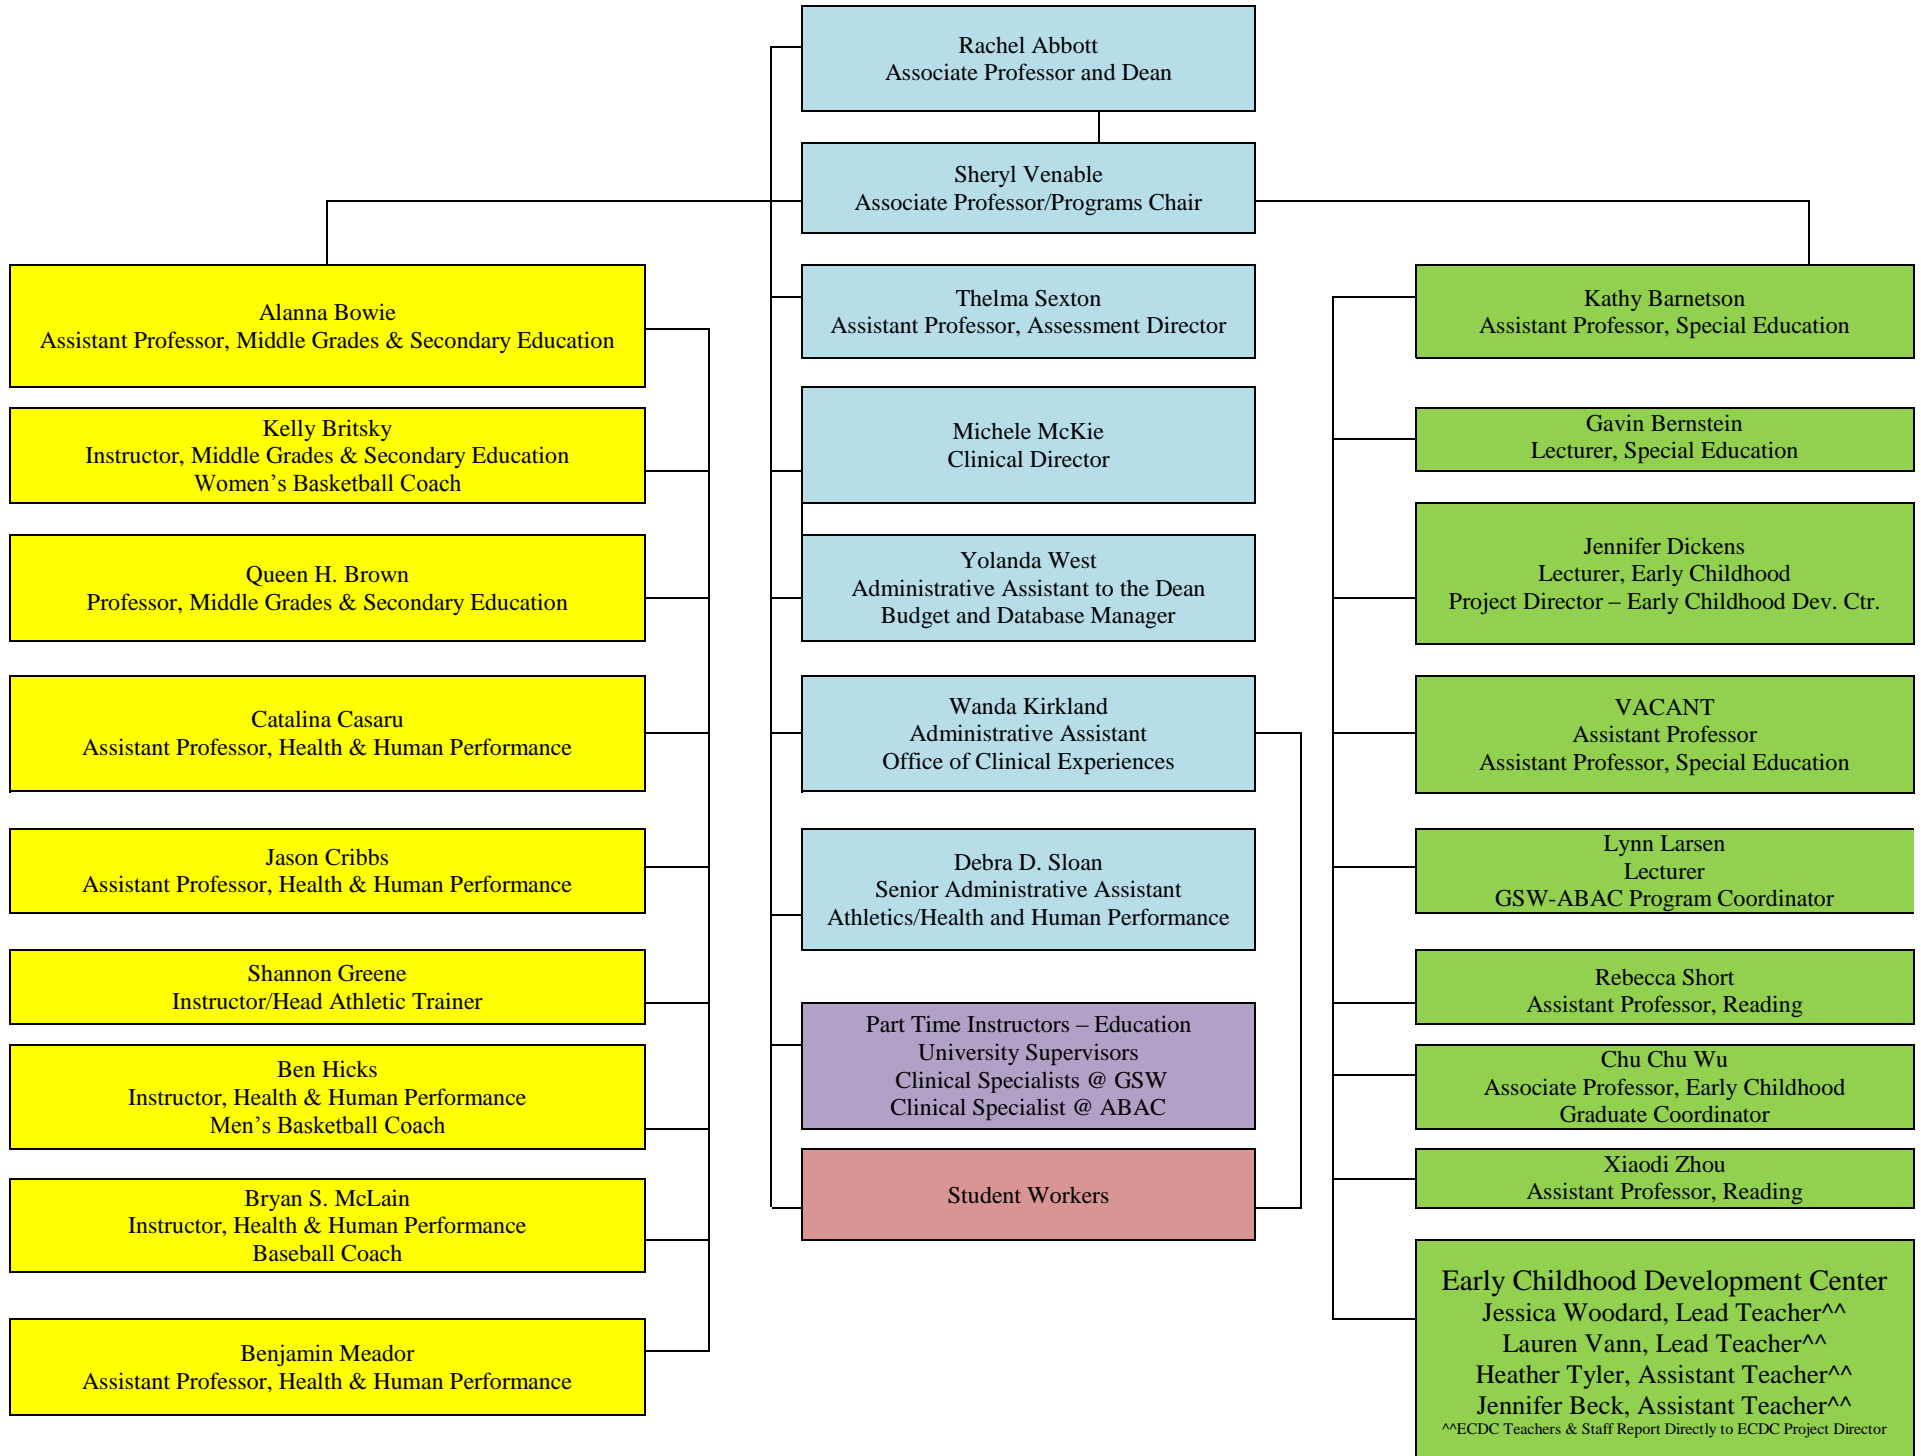 Rachel Abbott
Associate Professor and Dean
Sheryl Venable
Associate Professor/Programs Chair
Alanna Bowie
Assistant Professor, Middle Grades & Secondary Education
Kelly Britsky
Instructor, Middle Grades & Secondary Education
Women’s Basketball Coach
Queen H. Brown
Professor, Middle Grades & Secondary Education
Catalina Casaru
Assistant Professor, Health & Human Performance
Jason Cribbs
Assistant Professor, Health & Human Performance
Shannon Greene
Instructor/Head Athletic Trainer
Ben Hicks
Instructor, Health & Human Performance
Men’s Basketball Coach
Bryan S. McLain
Instructor, Health & Human Performance
Baseball Coach
Benjamin Meador
Assistant Professor, Health & Human Performance
Thelma Sexton
Assistant Professor, Assessment Director
Michele McKie
Clinical Director
Yolanda West
Administrative Assistant to the Dean
Budget and Database Manager
Wanda Kirkland
Administrative Assistant
Office of Clinical Experiences
Debra D. Sloan
Senior Administrative Assistant
Athletics/Health and Human Performance
Part Time Instructors – Education
University Supervisors
Clinical Specialists @ GSW
Clinical Specialist @ ABAC
Student Workers
Kathy Barnetson
Assistant Professor, Special Education
Gavin Bernstein
Lecturer, Special Education
Jennifer Dickens
Lecturer, Early Childhood
Project Director – Early Childhood Dev. Ctr.
VACANT
Assistant Professor
Assistant Professor, Special Education
Lynn Larsen
Lecturer
GSW-ABAC Program Coordinator
Rebecca Short
Assistant Professor, Reading
Chu Chu Wu
Associate Professor, Early Childhood
Graduate Coordinator
Xiaodi Zhou
Assistant Professor, Reading
Early Childhood Development Center
Jessica Woodard, Lead Teacher^^
Lauren Vann, Lead Teacher^^
Heather Tyler, Assistant Teacher^^
Jennifer Beck, Assistant Teacher^^
^^ECDC Teachers & Staff Report Directly to ECDC Project Director